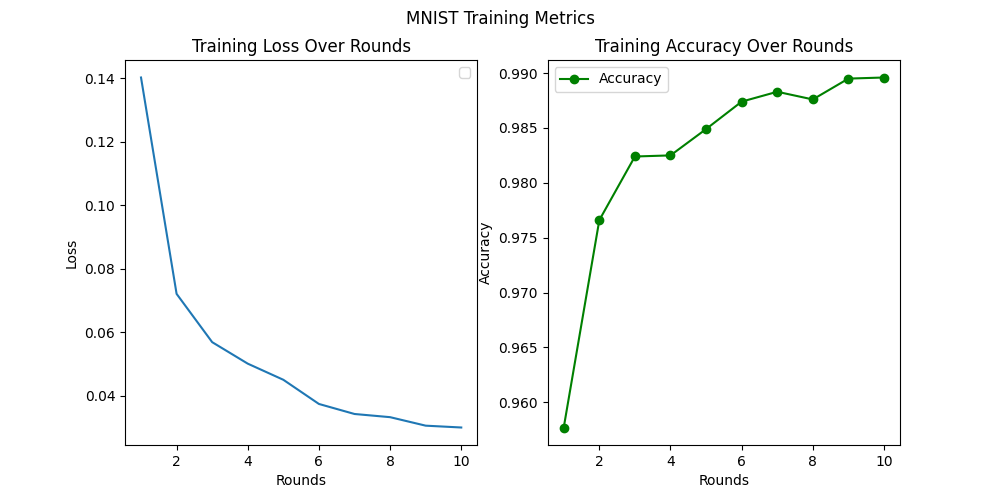 MNIST Training Metrics
Training Loss Over Rounds
0.14
0.12
0.10
0.08
0.06
0.04
Loss
2
4
6
8
10
Rounds
Training Accuracy Over Rounds
Accuracy
0.990
0.985
0.980
0.975
0.970
0.965
0.960
Accuracy
2
4
6
8
10
Rounds